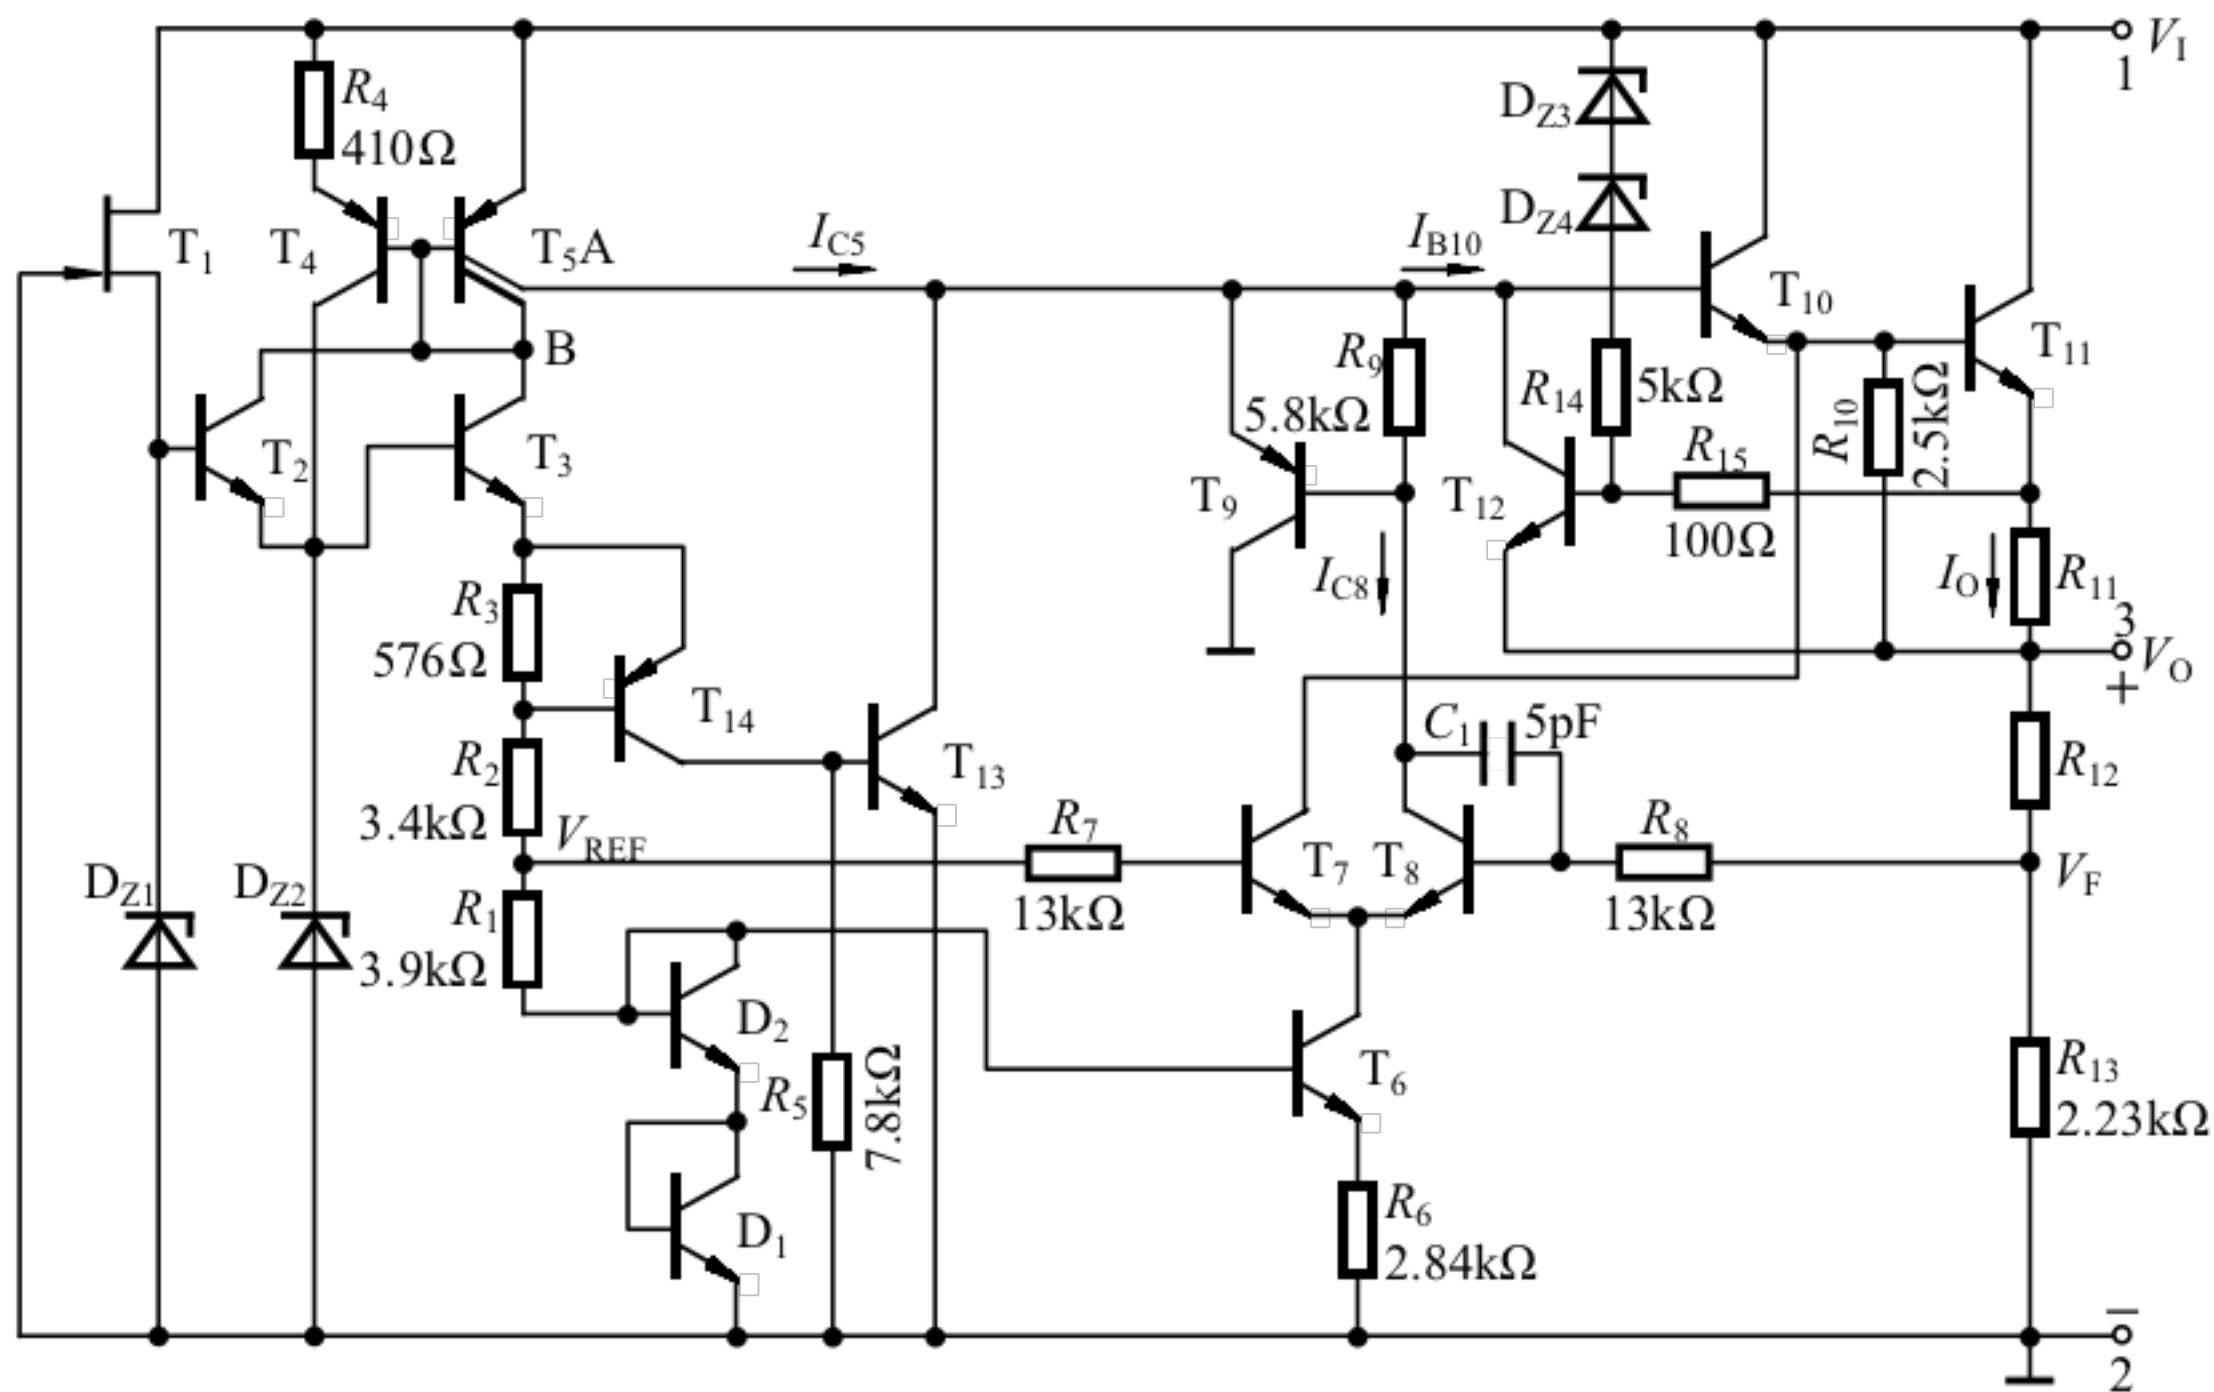 V_I
1
R_4
410Ω
D_Z3
D_Z4
T_1
T_4
T_5A
I_C5
I_B10
T_10
T_11
B
R_9
5.8kΩ
R_14
5kΩ
R_10
2.5kΩ
T_2
T_3
R_15
100Ω
T_9
T_12
I_C8
I_O
R_11
3
V_O
+
R_3
576Ω
T_14
R_2
3.4kΩ
T_13
C_1
5pF
R_12
V_REF
R_7
13kΩ
T_7
T_8
R_8
13kΩ
V_F
D_Z1
D_Z2
R_1
3.9kΩ
D_2
R_5
7.8kΩ
T_6
R_13
2.23kΩ
D_1
R_6
2.84kΩ
−
2